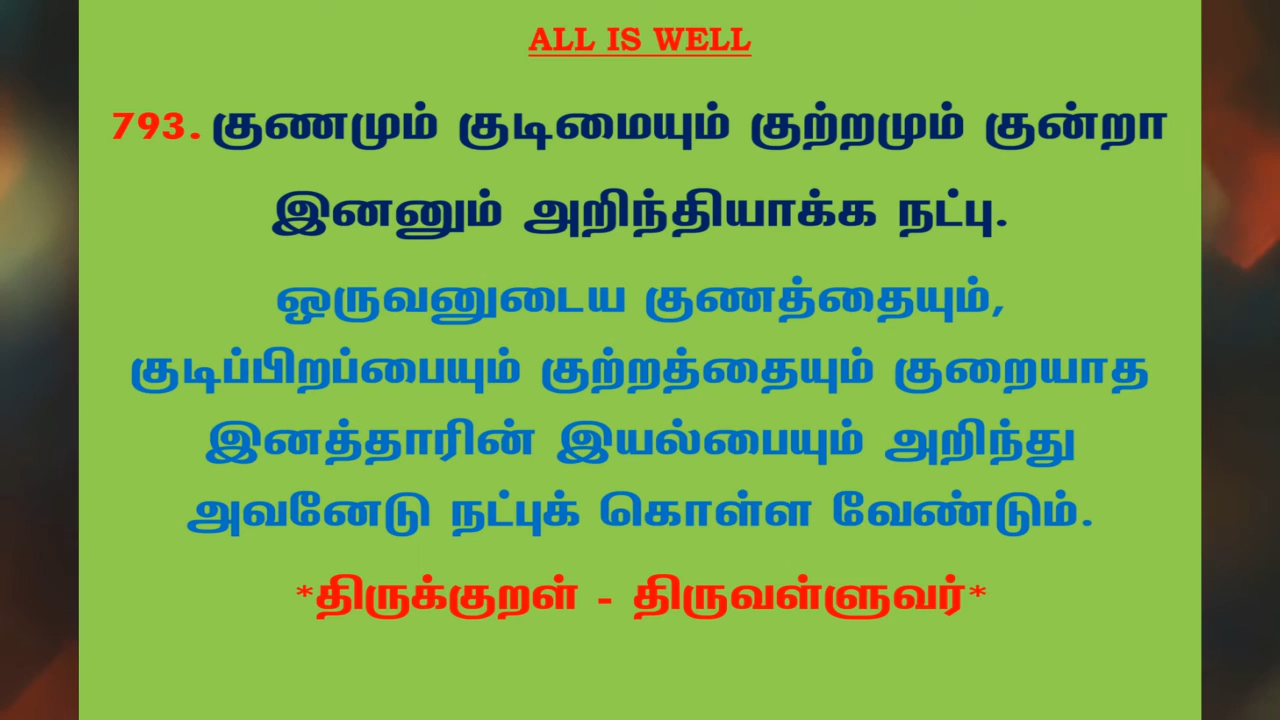 ALL IS WELL
793. குணமும் குடிமையும் குற்றமும் குன்றா
இனனும் அறிந்தியாக்க நட்பு.
ஒருவனுடைய குணத்தையும்,
குடிப்பிறப்பையும் குற்றத்தையும் குறையாத
இனத்தாரின் இயல்பையும் அறிந்து
அவனேடு நட்புக் கொள்ள வேண்டும்.
*திருக்குறள் - திருவள்ளுவர்*